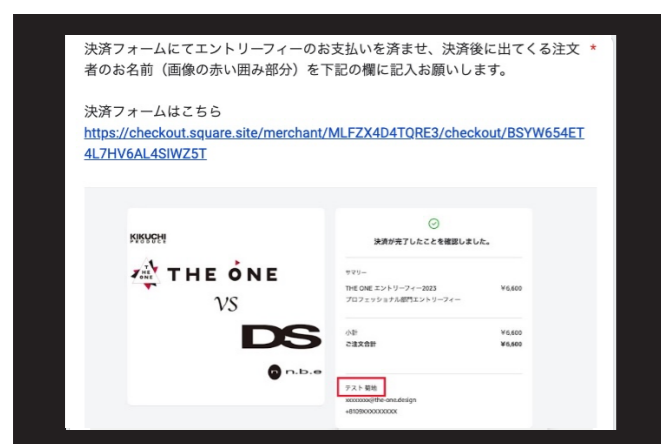 決済フォームにてエントリーフィーのお支払いを済ませ、決済後に出てくる注文 *
者のお名前（画像の赤い囲み部分）を下記の欄に記入お願いします。
決済フォームはこちら
https://checkout.square.site/merchant/MLFZX4D4TQRE3/checkout/BSYW654ET
4L7HV6AL4SIWZ5T
KIKUCHI
PRODUCE
THE ONE
THE ONE
VS
DS
n n.b.e
決済が完了したことを確認しました。
サマリー
THE ONE エントリーフィー2023 ¥6,600
プロフェッショナル部門エントリーフィー
小計 ¥6,600
ご注文合計 ¥6,600
テスト 菊地
xxxxxxxx@the-one.design
+8109XXXXXXXXX